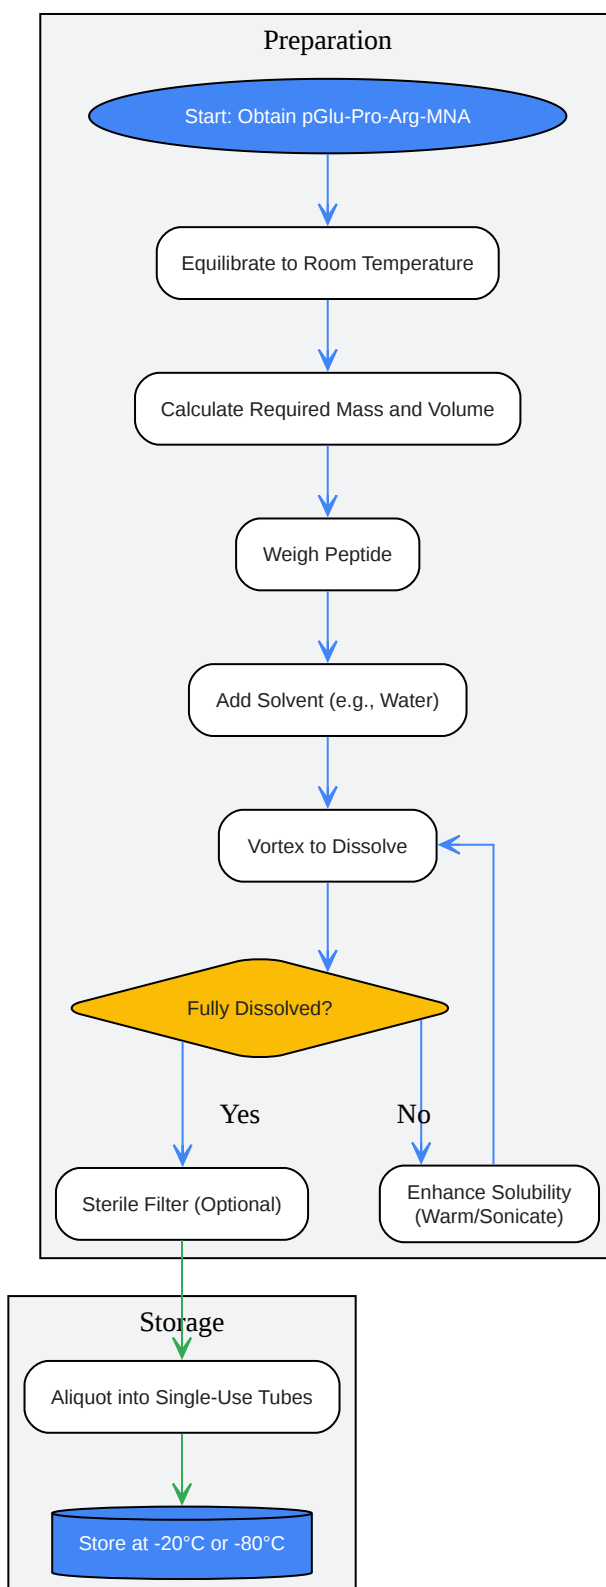 Preparation
Start: Obtain pGlu-Pro-Arg-MNA
Equilibrate to Room Temperature
Calculate Required Mass and Volume
Weigh Peptide
Add Solvent (e.g., Water)
Vortex to Dissolve
Fully Dissolved?
Yes
No
Sterile Filter (Optional)
Enhance Solubility
(Warm/Sonicate)
Storage
Aliquot into Single-Use Tubes
Store at -20°C or -80°C